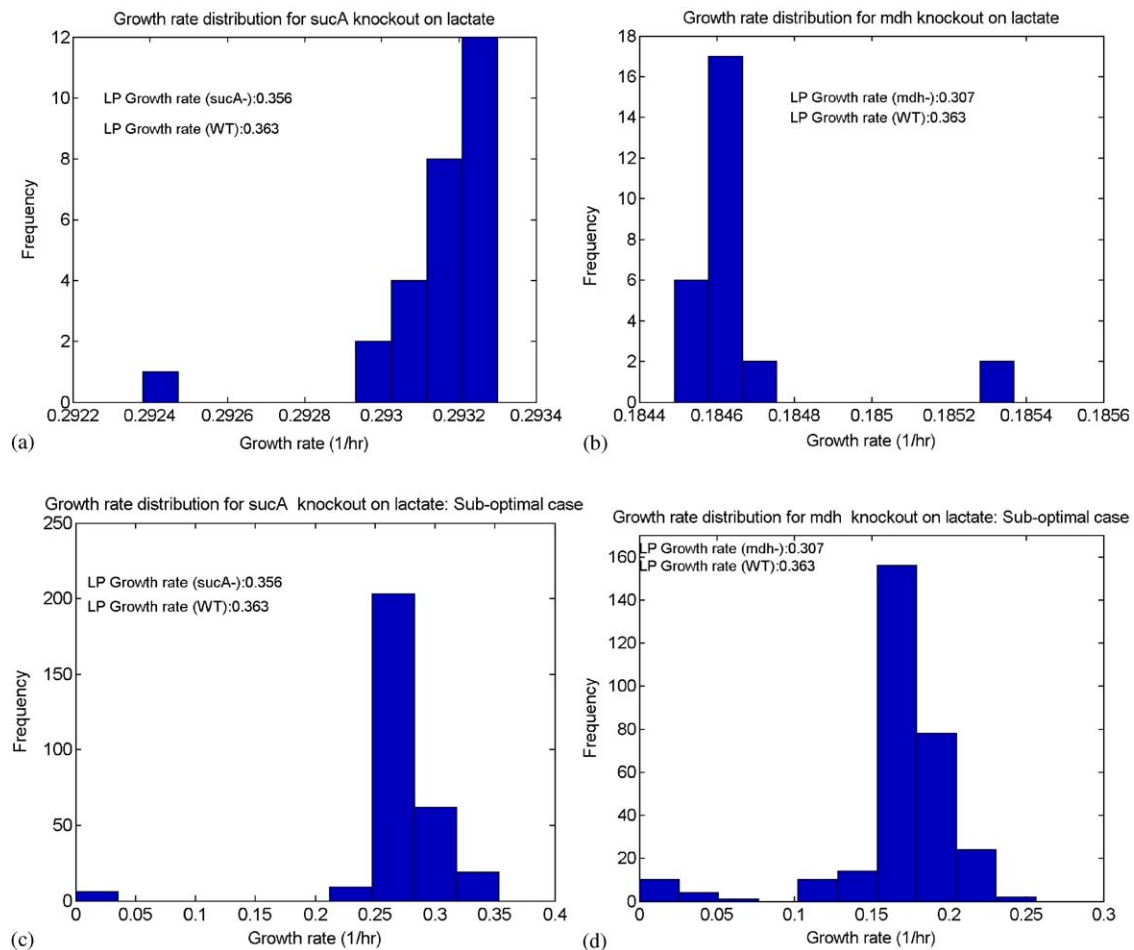 Growth rate distribution for sucA knockout on lactate
12
10
8
6
4
2
0
Frequency
LP Growth rate (sucA-):0.356
LP Growth rate (WT):0.363
0.2922 0.2924 0.2926 0.2928 0.293 0.2932 0.2934
Growth rate (1/hr)
(a)
Growth rate distribution for mdh knockout on lactate
18
16
14
12
10
8
6
4
2
0
Frequency
LP Growth rate (mdh-):0.307
LP Growth rate (WT):0.363
0.1844 0.1846 0.1848 0.185 0.1852 0.1854 0.1856
Growth rate (1/hr)
(b)
Growth rate distribution for sucA knockout on lactate: Sub-optimal case
250
200
150
100
50
0
Frequency
LP Growth rate (sucA-):0.356
LP Growth rate (WT):0.363
0 0.05 0.1 0.15 0.2 0.25 0.3 0.35 0.4
Growth rate (1/hr)
(c)
Growth rate distribution for mdh knockout on lactate: Sub-optimal case
160
140
120
100
80
60
40
20
0
Frequency
LP Growth rate (mdh-):0.307
LP Growth rate (WT):0.363
0 0.05 0.1 0.15 0.2 0.25 0.3
Growth rate (1/hr)
(d)